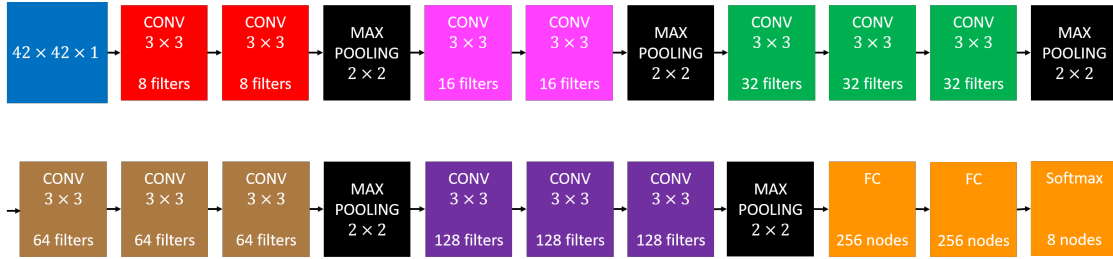 42 × 42 × 1
CONV
3 × 3
8 filters
CONV
3 × 3
8 filters
MAX
POOLING
2 × 2
CONV
3 × 3
16 filters
CONV
3 × 3
16 filters
MAX
POOLING
2 × 2
CONV
3 × 3
32 filters
CONV
3 × 3
32 filters
CONV
3 × 3
32 filters
MAX
POOLING
2 × 2
CONV
3 × 3
64 filters
CONV
3 × 3
64 filters
CONV
3 × 3
64 filters
MAX
POOLING
2 × 2
CONV
3 × 3
128 filters
CONV
3 × 3
128 filters
CONV
3 × 3
128 filters
MAX
POOLING
2 × 2
FC
256 nodes
FC
256 nodes
Softmax
8 nodes